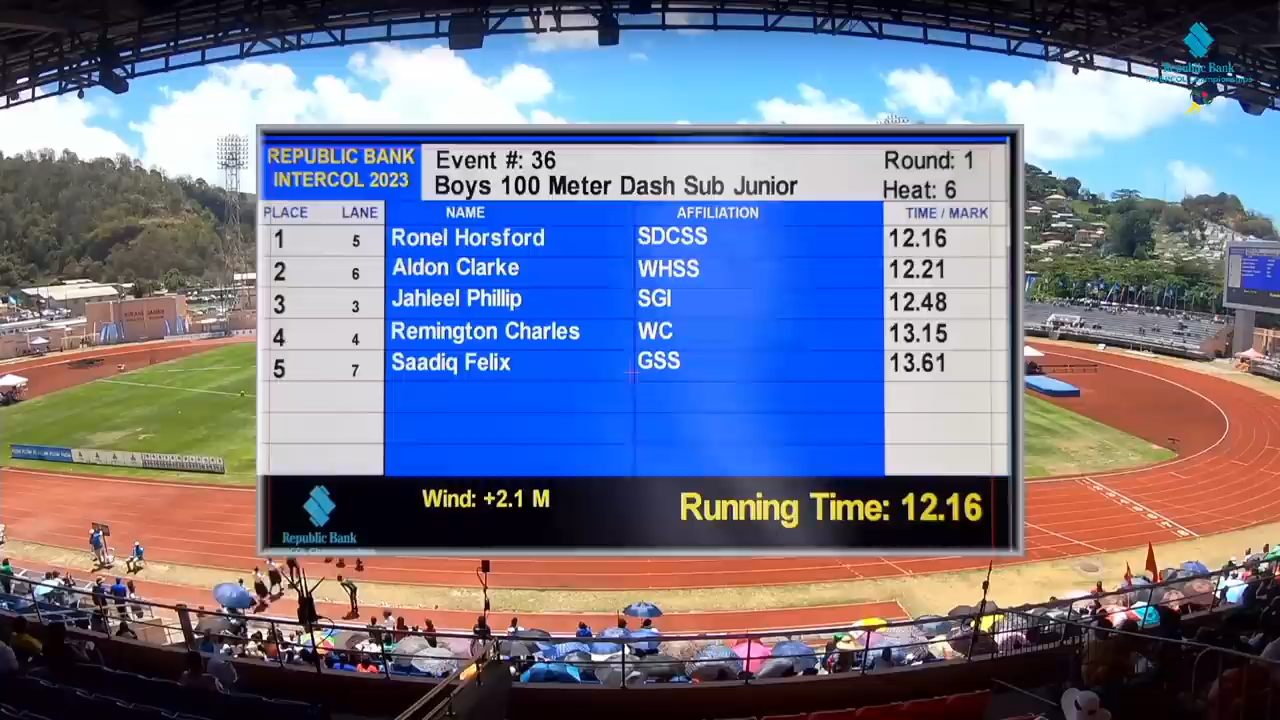 Republic Bank
REPUBLIC BANK
INTERCOL 2023
Event #: 36
Boys 100 Meter Dash Sub Junior
Round: 1
Heat: 6
PLACE LANE NAME AFFILIATION TIME / MARK
1 5 Ronel Horsford SDCSS 12.16
2 6 Aldon Clarke WHSS 12.21
3 3 Jahleel Phillip SGI 12.48
4 4 Remington Charles WC 13.15
5 7 Saadiq Felix GSS 13.61
Wind: +2.1 M
Running Time: 12.16
Republic Bank